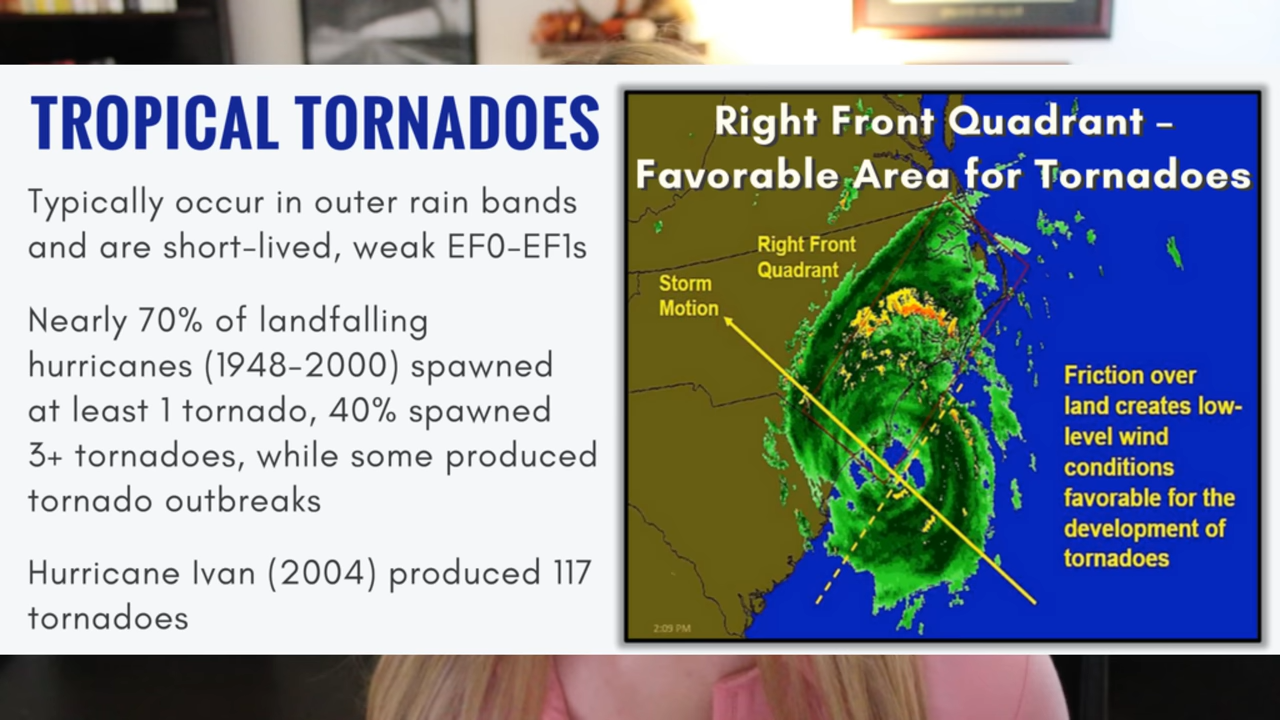 TROPICAL TORNADOES
Typically occur in outer rain bands
and are short-lived, weak EF0-EF1s
Nearly 70% of landfalling
hurricanes (1948-2000) spawned
at least 1 tornado, 40% spawned
3+ tornadoes, while some produced
tornado outbreaks
Hurricane Ivan (2004) produced 117
tornadoes
Right Front Quadrant –
Favorable Area for Tornadoes
Right Front
Quadrant
Storm
Motion
Friction over
land creates low-
level wind
conditions
favorable for the
development of
tornadoes
2:09 PM